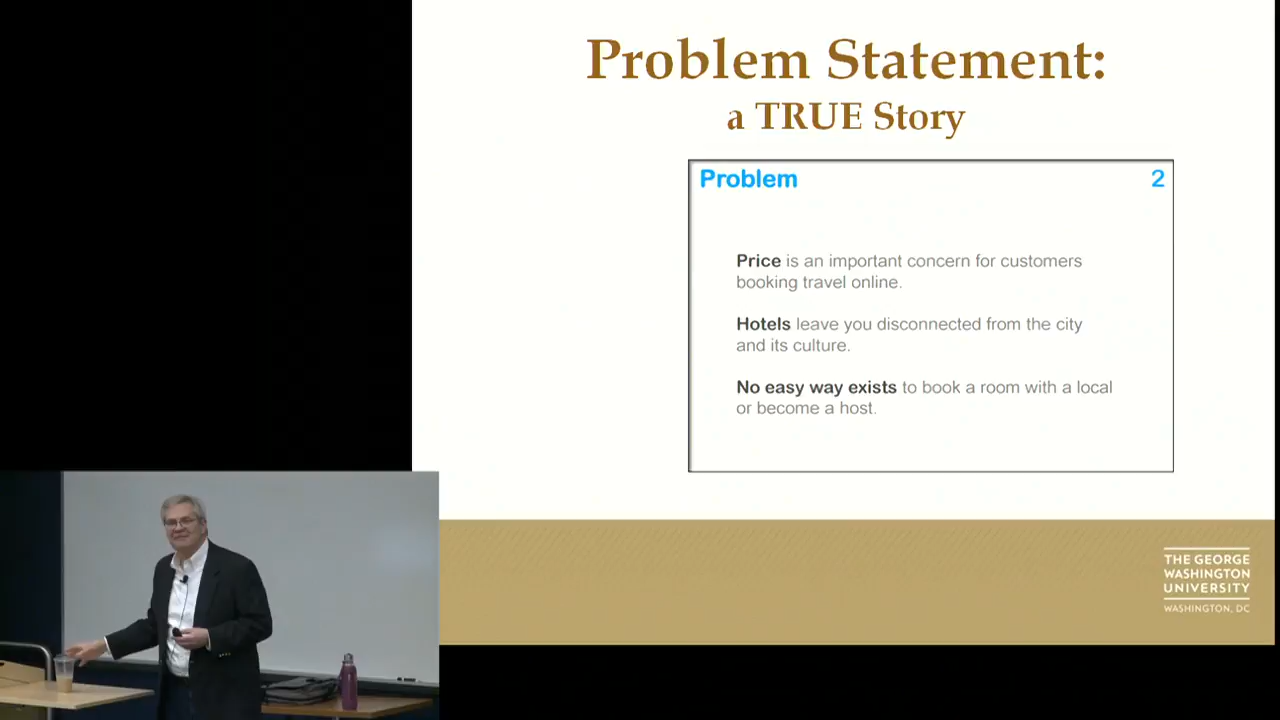 Problem Statement:
a TRUE Story
Problem 2
Price is an important concern for customers
booking travel online.
Hotels leave you disconnected from the city
and its culture.
No easy way exists to book a room with a local
or become a host.
THE GEORGE
WASHINGTON
UNIVERSITY
WASHINGTON, DC